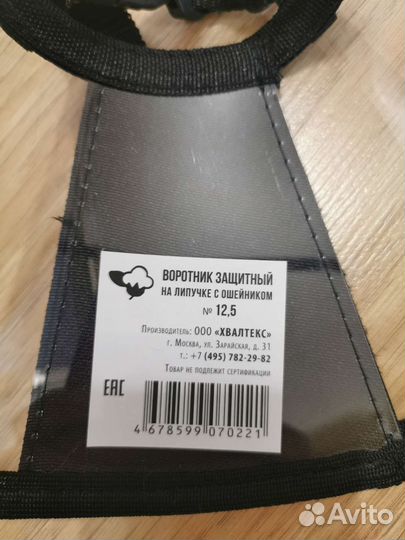 ВОРОТНИК ЗАЩИТНЫЙ
НА ЛИПУЧКЕ С ОШЕЙНИКОМ
№ 12,5
Производитель: ООО «ХВАЛТЕКС»
г. Москва, ул. Зарайская, д. 31
т.: +7 (495) 782-29-82
Товар не подлежит сертификации
EAC
4 678599 070221
Avito